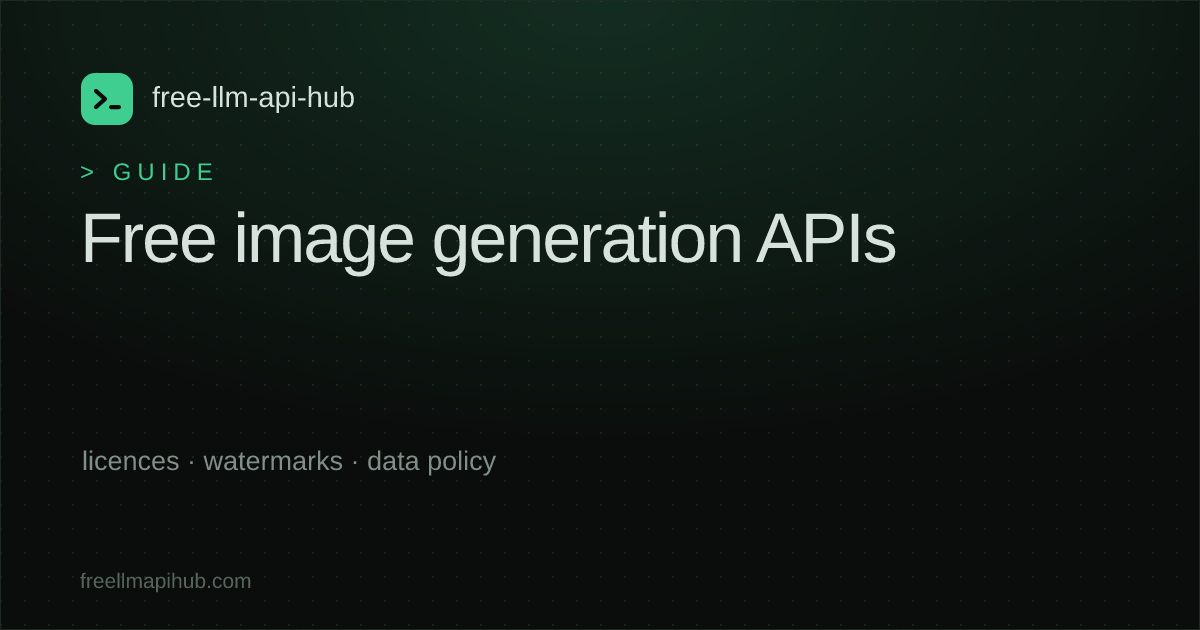 free-llm-api-hub
> GUIDE
Free image generation APIs
licences · watermarks · data policy
freellmapihub.com